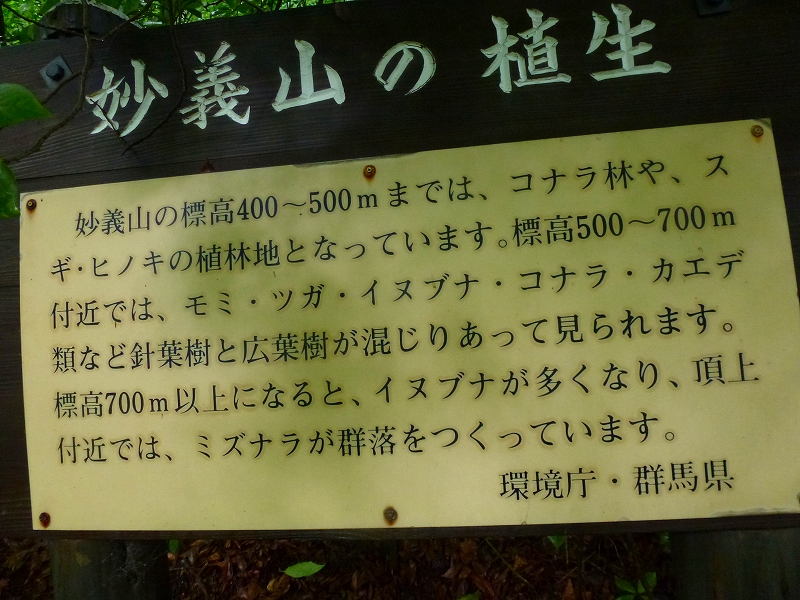 妙義山の植生
妙義山の標高400〜500mまでは、コナラ林や、ス
ギ・ヒノキの植林地となっています。標高500〜700m
付近では、モミ・ツガ・イヌブナ・コナラ・カエデ
類など針葉樹と広葉樹が混じりあって見られます。
標高700m以上になると、イヌブナが多くなり、頂上
付近では、ミズナラが群落をつくっています。
環境庁・群馬県